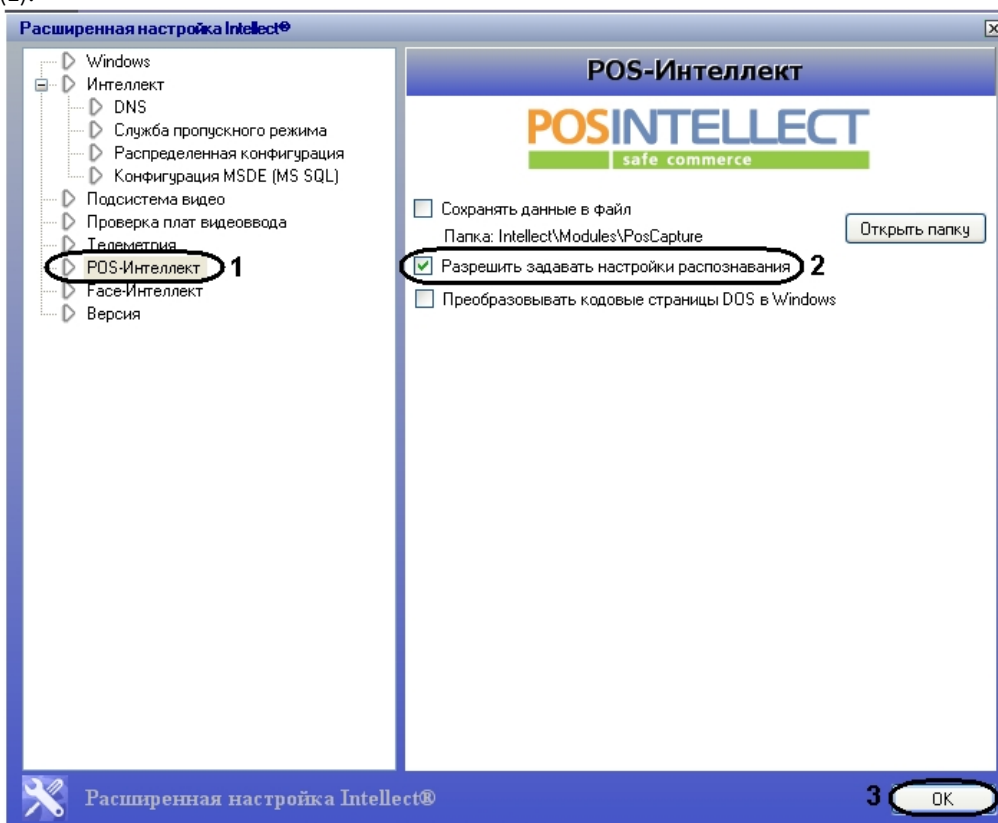 (2).
Расширенная настройка Intellect®
Windows
Интеллект
DNS
Служба пропускного режима
Распределенная конфигурация
Конфигурация MSDE (MS SQL)
Подсистема видео
Проверка плат видеоввода
Телеметрия
POS-Интеллект 1
Face-Интеллект
Версия
POS-Интеллект
POSINTELLECT
safe commerce
Сохранять данные в файл
Папка: Intellect\Modules\PosCapture
Открыть папку
Разрешить задавать настройки распознавания 2
Преобразовывать кодовые страницы DOS в Windows
Расширенная настройка Intellect®
3 OK